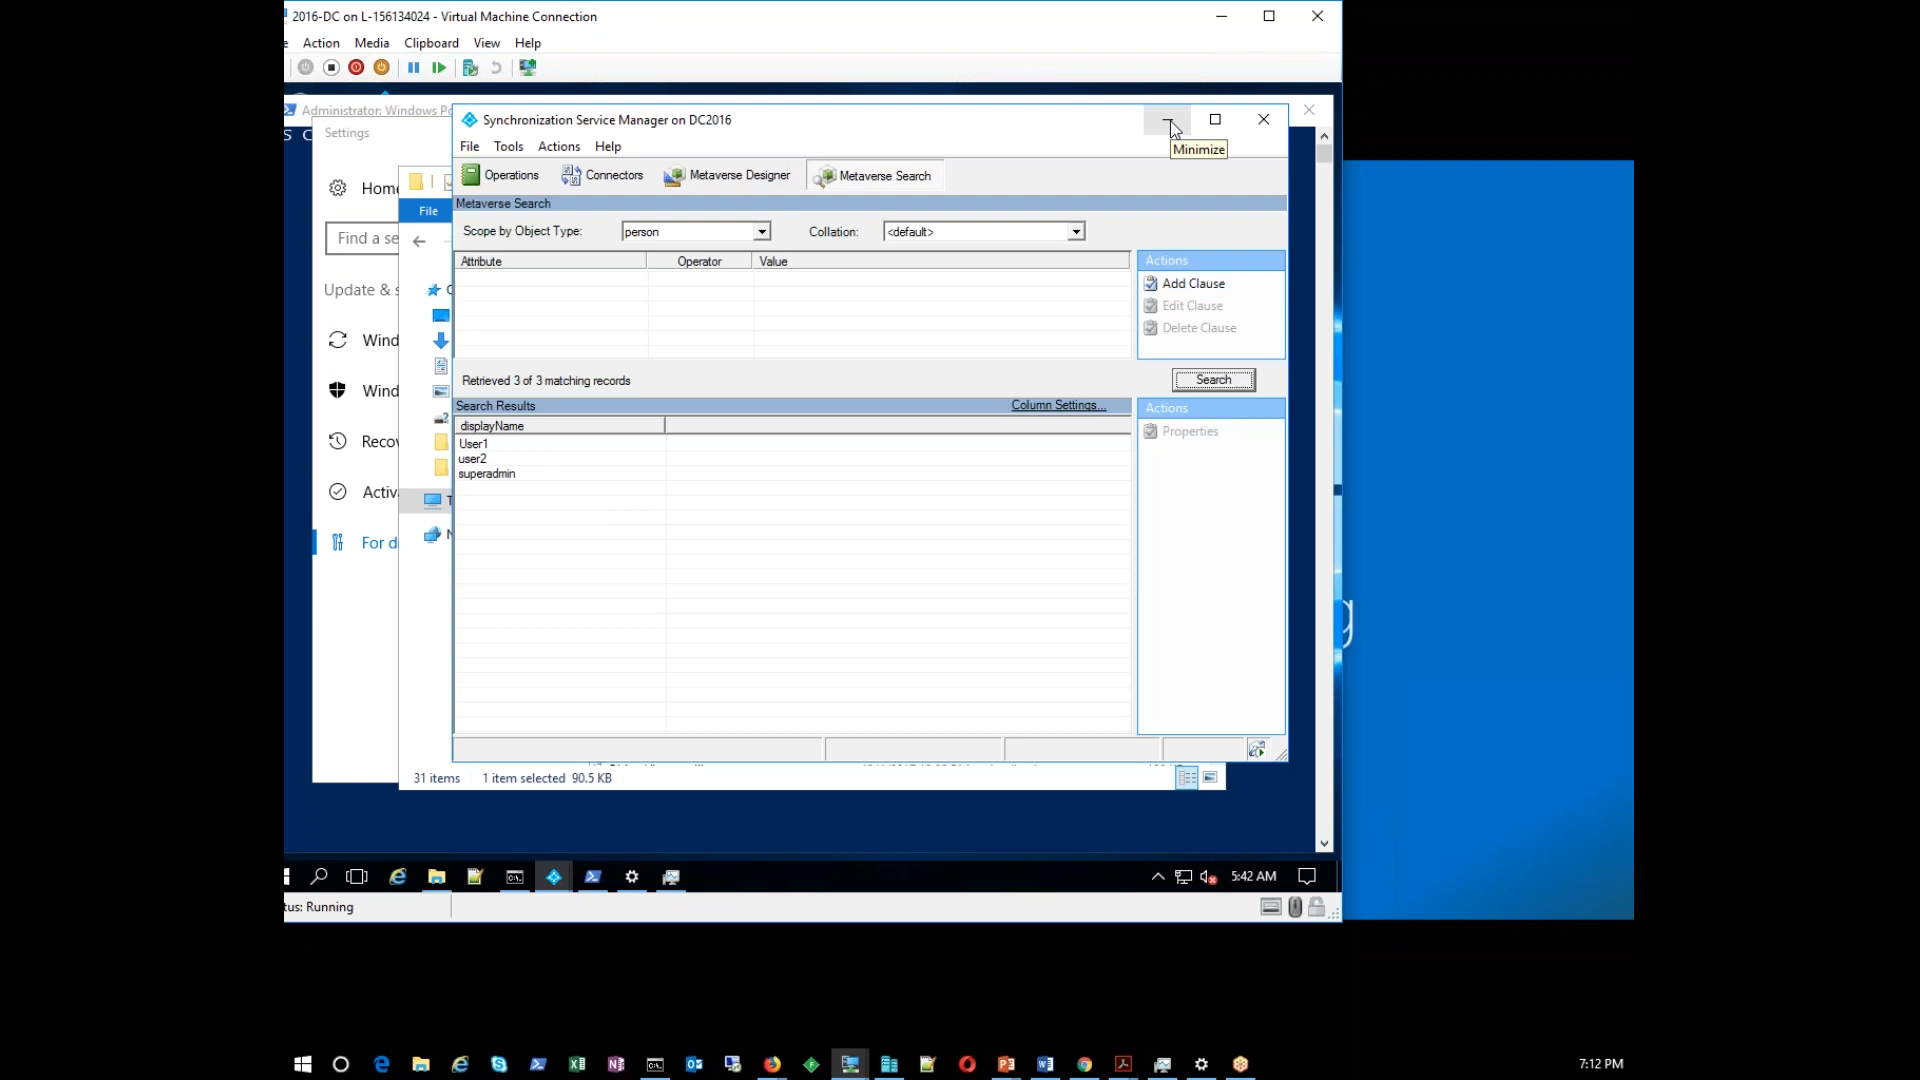 2016-DC on L-156134024 - Virtual Machine Connection
Action Media Clipboard View Help
Administrator: Windows Po
Settings
Synchronization Service Manager on DC2016
Minimize
File Tools Actions Help
Operations Connectors Metaverse Designer Metaverse Search
Home
File
Metaverse Search
Scope by Object Type: person Collation: <default>
Find a se
Attribute Operator Value
Actions
Add Clause
Edit Clause
Delete Clause
Update & s
Wind
Retrieved 3 of 3 matching records
Search
Wind
Search Results Column Settings...
Actions
displayName
Properties
User1
user2
superadmin
Recov
Activ
For d
31 items 1 item selected 90.5 KB
5:42 AM
tus: Running
7:12 PM